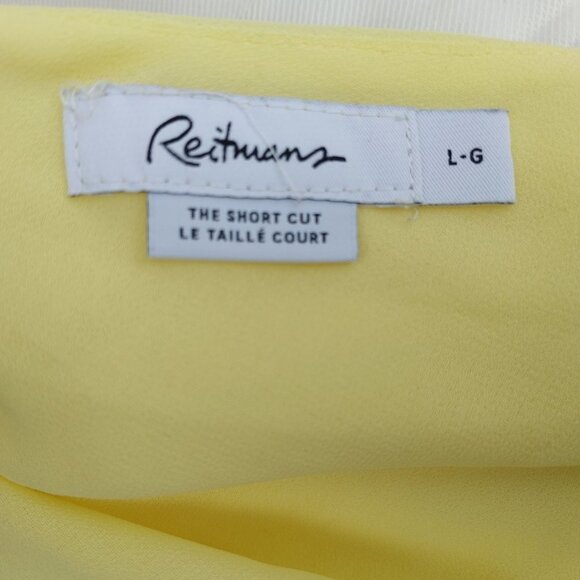 Reitmans
L-G
THE SHORT CUT
LE TAILLÉ COURT